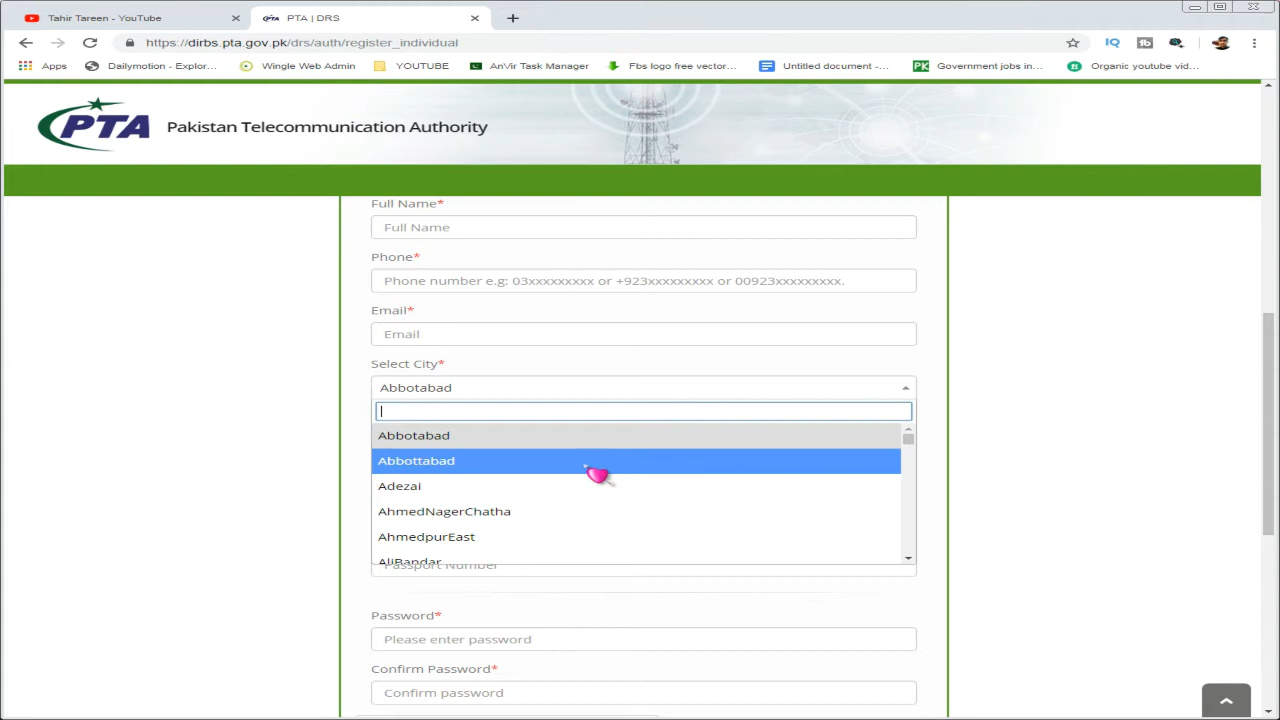 Tahir Tareen - YouTube
PTA | DRS
https://dirbs.pta.gov.pk/drs/auth/register_individual
Apps
Dailymotion - Explor...
Wingle Web Admin
YOUTUBE
AnVir Task Manager
Fbs logo free vector...
Untitled document -...
Government jobs in...
Organic youtube vid...
PTA
Pakistan Telecommunication Authority
Full Name*
Full Name
Phone*
Phone number e.g: 03xxxxxxxxx or +923xxxxxxxxx or 00923xxxxxxxxx.
Email*
Email
Select City*
Abbotabad
Abbotabad
Abbottabad
Adezai
AhmedNagerChatha
AhmedpurEast
AliBandar
Passport Number
Password*
Please enter password
Confirm Password*
Confirm password